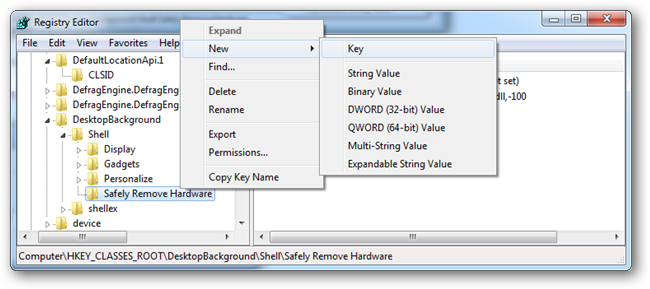 Registry Editor
File Edit View Favorites Help
DefaultLocationApi.1
CLSID
DefragEngine.DefragEng
DefragEngine.DefragEng
DesktopBackground
Shell
Display
Gadgets
Personalize
Safely Remove Hardware
shellex
device
Expand
New
Find...
Delete
Rename
Export
Permissions...
Copy Key Name
Key
String Value
Binary Value
DWORD (32-bit) Value
QWORD (64-bit) Value
Multi-String Value
Expandable String Value
set)
dll,-100
Computer\HKEY_CLASSES_ROOT\DesktopBackground\Shell\Safely Remove Hardware